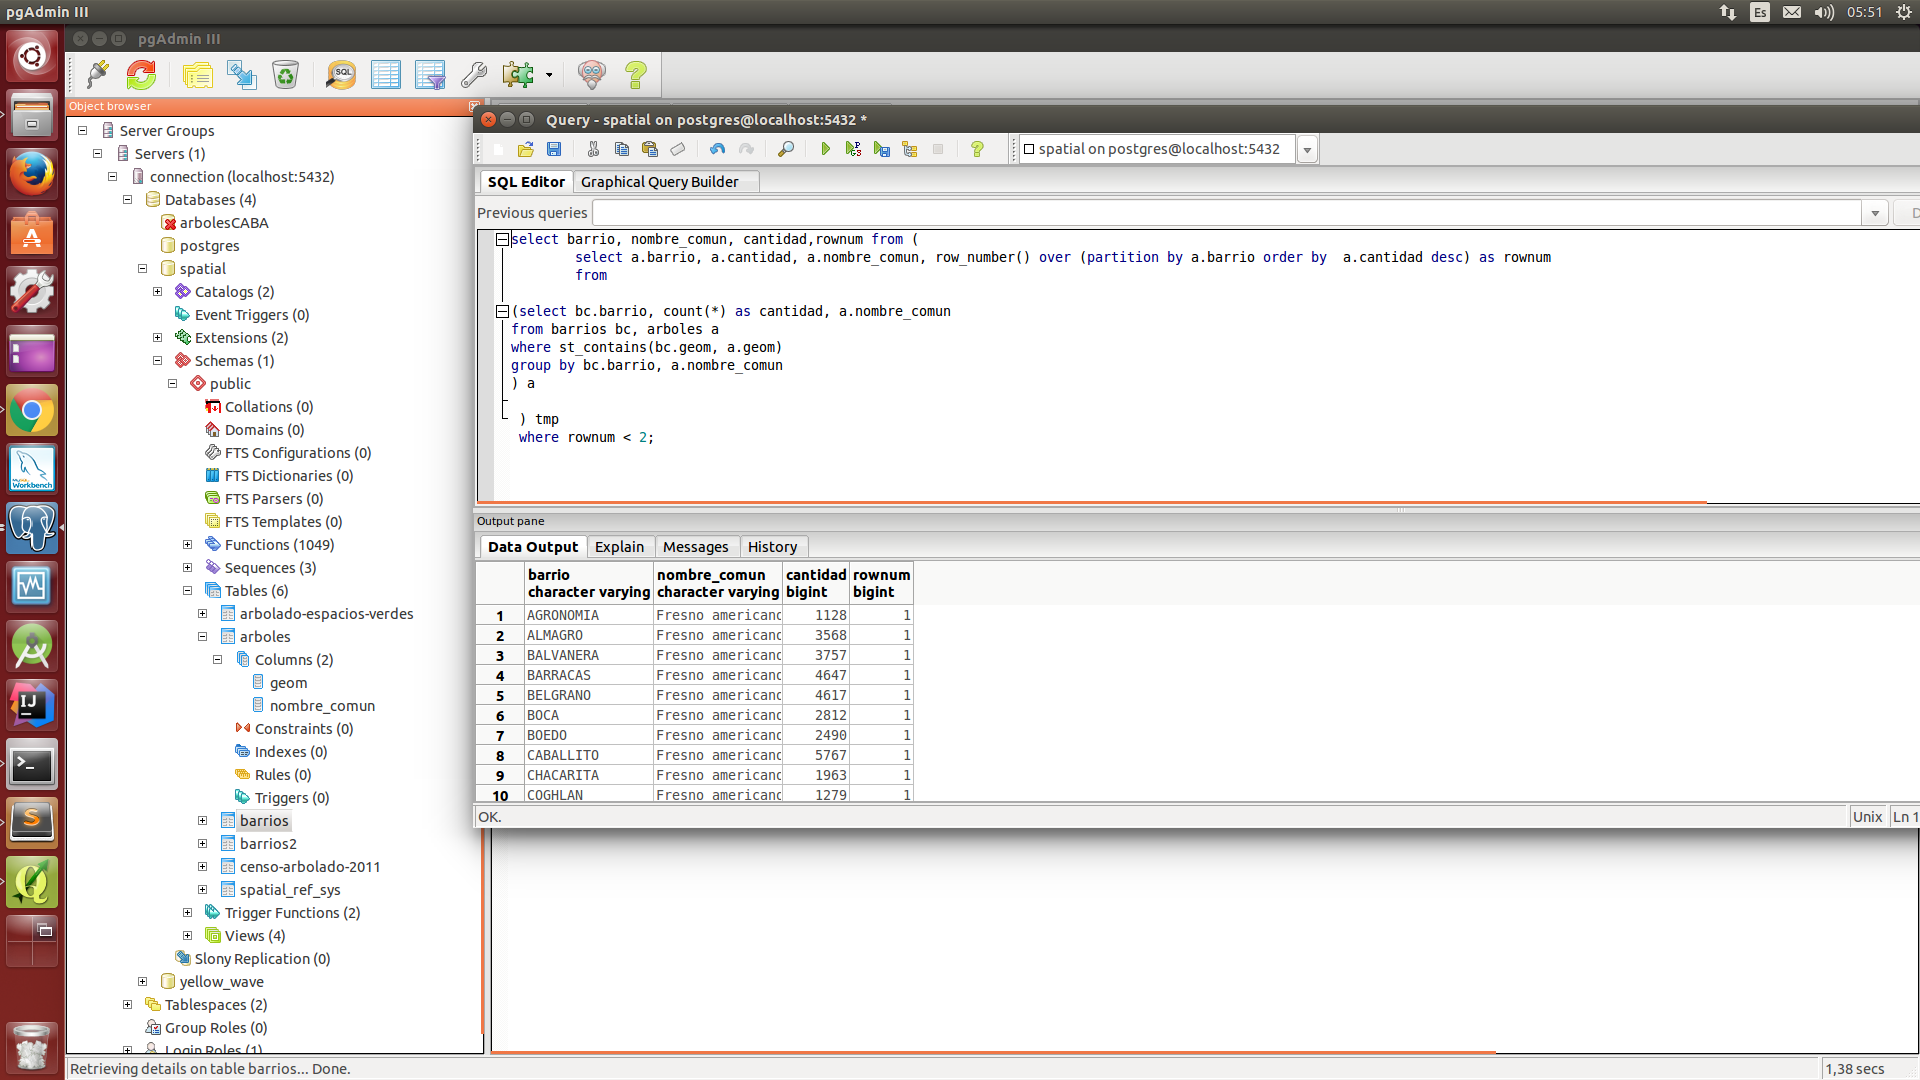 pgAdmin III
Es
05:51
pgAdmin III
SQL
Object browser
Server Groups
Servers (1)
connection (localhost:5432)
Databases (4)
arbolesCABA
postgres
spatial
Catalogs (2)
Event Triggers (0)
Extensions (2)
Schemas (1)
public
Collations (0)
Domains (0)
FTS Configurations (0)
FTS Dictionaries (0)
FTS Parsers (0)
FTS Templates (0)
Functions (1049)
Sequences (3)
Tables (6)
arbolado-espacios-verdes
arboles
Columns (2)
geom
nombre_comun
Constraints (0)
Indexes (0)
Rules (0)
Triggers (0)
barrios
barrios2
censo-arbolado-2011
spatial_ref_sys
Trigger Functions (2)
Views (4)
Slony Replication (0)
yellow_wave
Tablespaces (2)
Group Roles (0)
Login Roles (1)
Query - spatial on postgres@localhost:5432 *
spatial on postgres@localhost:5432
SQL Editor Graphical Query Builder
Previous queries
D
select barrio, nombre_comun, cantidad,rownum from (
select a.barrio, a.cantidad, a.nombre_comun, row_number() over (partition by a.barrio order by  a.cantidad desc) as rownum
from
(select bc.barrio, count(*) as cantidad, a.nombre_comun
from barrios bc, arboles a
where st_contains(bc.geom, a.geom)
group by bc.barrio, a.nombre_comun
) a
) tmp
where rownum < 2;
Output pane
Data Output Explain Messages History
barrio nombre_comun cantidad rownum
character varying character varying bigint bigint
1 AGRONOMIA Fresno americano 1128 1
2 ALMAGRO Fresno americano 3568 1
3 BALVANERA Fresno americano 3757 1
4 BARRACAS Fresno americano 4647 1
5 BELGRANO Fresno americano 4617 1
6 BOCA Fresno americano 2812 1
7 BOEDO Fresno americano 2490 1
8 CABALLITO Fresno americano 5767 1
9 CHACARITA Fresno americano 1963 1
10 COGHLAN Fresno americano 1279 1
OK.
Unix
Ln 1
Retrieving details on table barrios... Done.
1,38 secs